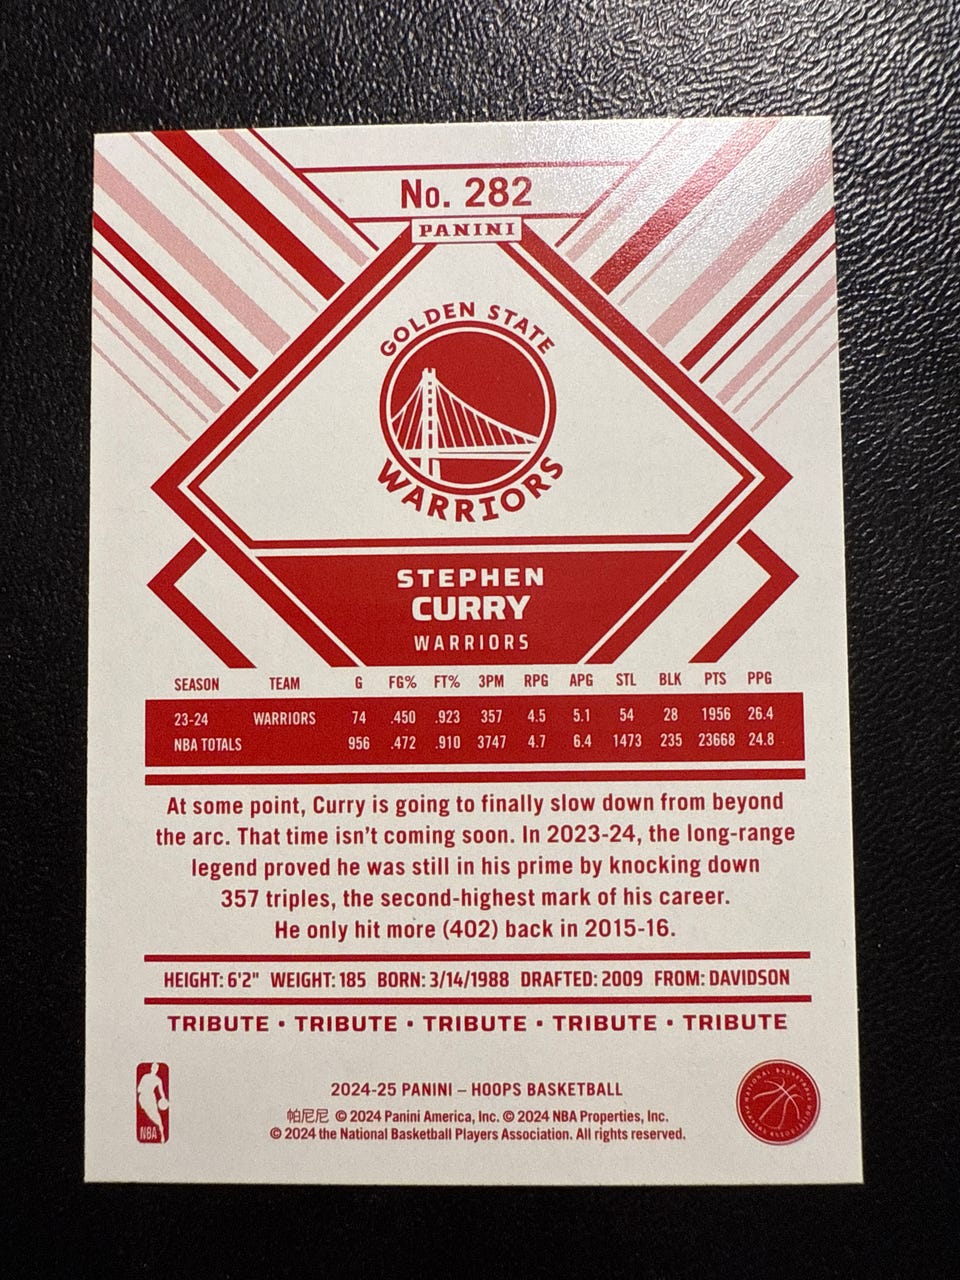 No. 282
PANINI
GOLDEN STATE
WARRIORS
STEPHEN
CURRY
WARRIORS
SEASON TEAM G FG% FT% 3PM RPG APG STL BLK PTS PPG
23-24 WARRIORS 74 .450 .923 357 4.5 5.1 54 28 1956 26.4
NBA TOTALS 956 .472 .910 3747 4.7 6.4 1473 235 23668 24.8
At some point, Curry is going to finally slow down from beyond
the arc. That time isn't coming soon. In 2023-24, the long-range
legend proved he was still in his prime by knocking down
357 triples, the second-highest mark of his career.
He only hit more (402) back in 2015-16.
HEIGHT: 6'2" WEIGHT: 185 BORN: 3/14/1988 DRAFTED: 2009 FROM: DAVIDSON
TRIBUTE • TRIBUTE • TRIBUTE • TRIBUTE • TRIBUTE
2024-25 PANINI – HOOPS BASKETBALL
帕尼尼 © 2024 Panini America, Inc. © 2024 NBA Properties, Inc.
© 2024 the National Basketball Players Association. All rights reserved.
NBA
NATIONAL BASKETBALL PLAYERS ASSOCIATION